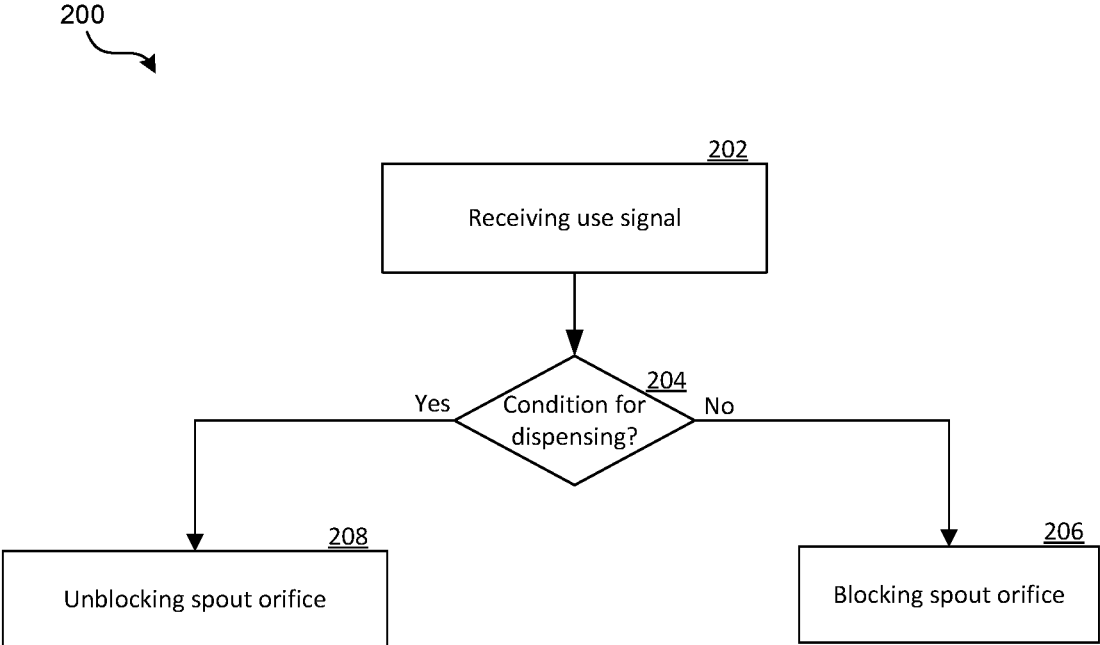 200
202
Receiving use signal
204
Yes
Condition for
No
dispensing?
208
206
Unblocking spout orifice
Blocking spout orifice